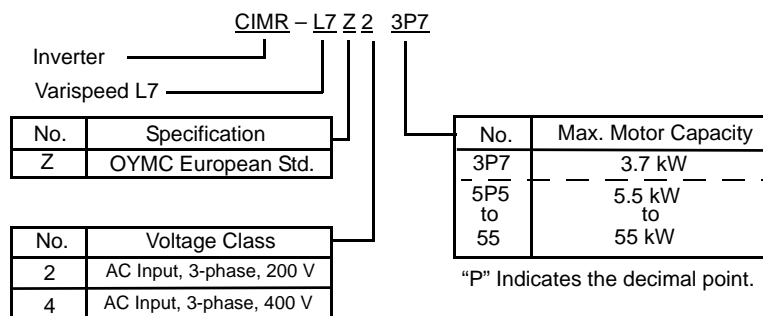 CIMR – L7 Z 2 3P7
Inverter
Varispeed L7
No. Specification
Z OYMC European Std.
No. Voltage Class
2 AC Input, 3-phase, 200 V
4 AC Input, 3-phase, 400 V
No. Max. Motor Capacity
3P7 3.7 kW
5P5 5.5 kW
to to
55 55 kW
“P” Indicates the decimal point.